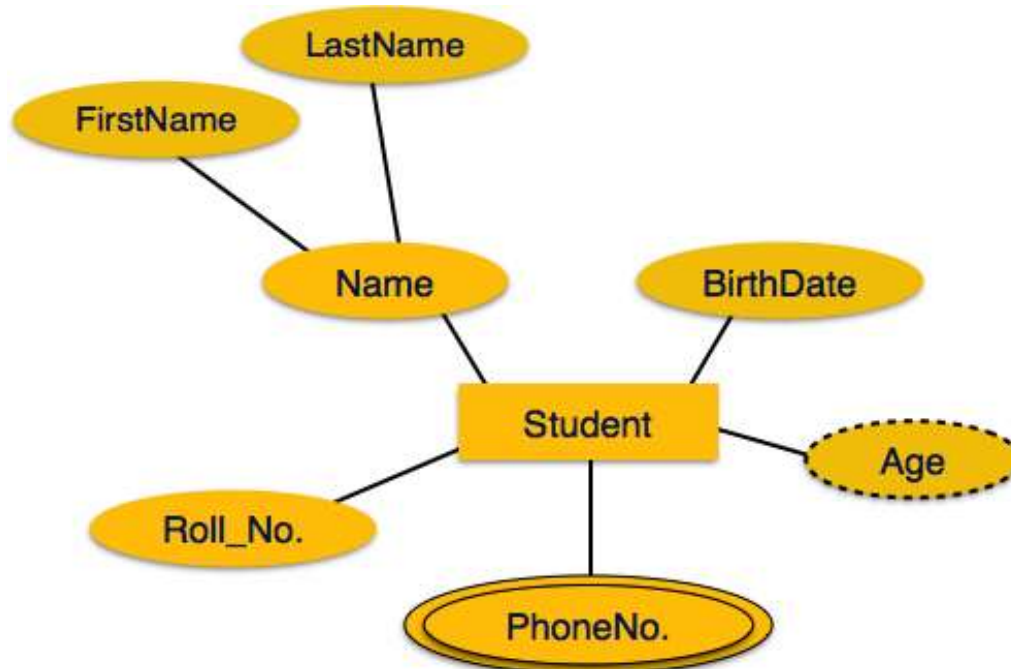 LastName
FirstName
Name
BirthDate
Student
Age
Roll_No.
PhoneNo.